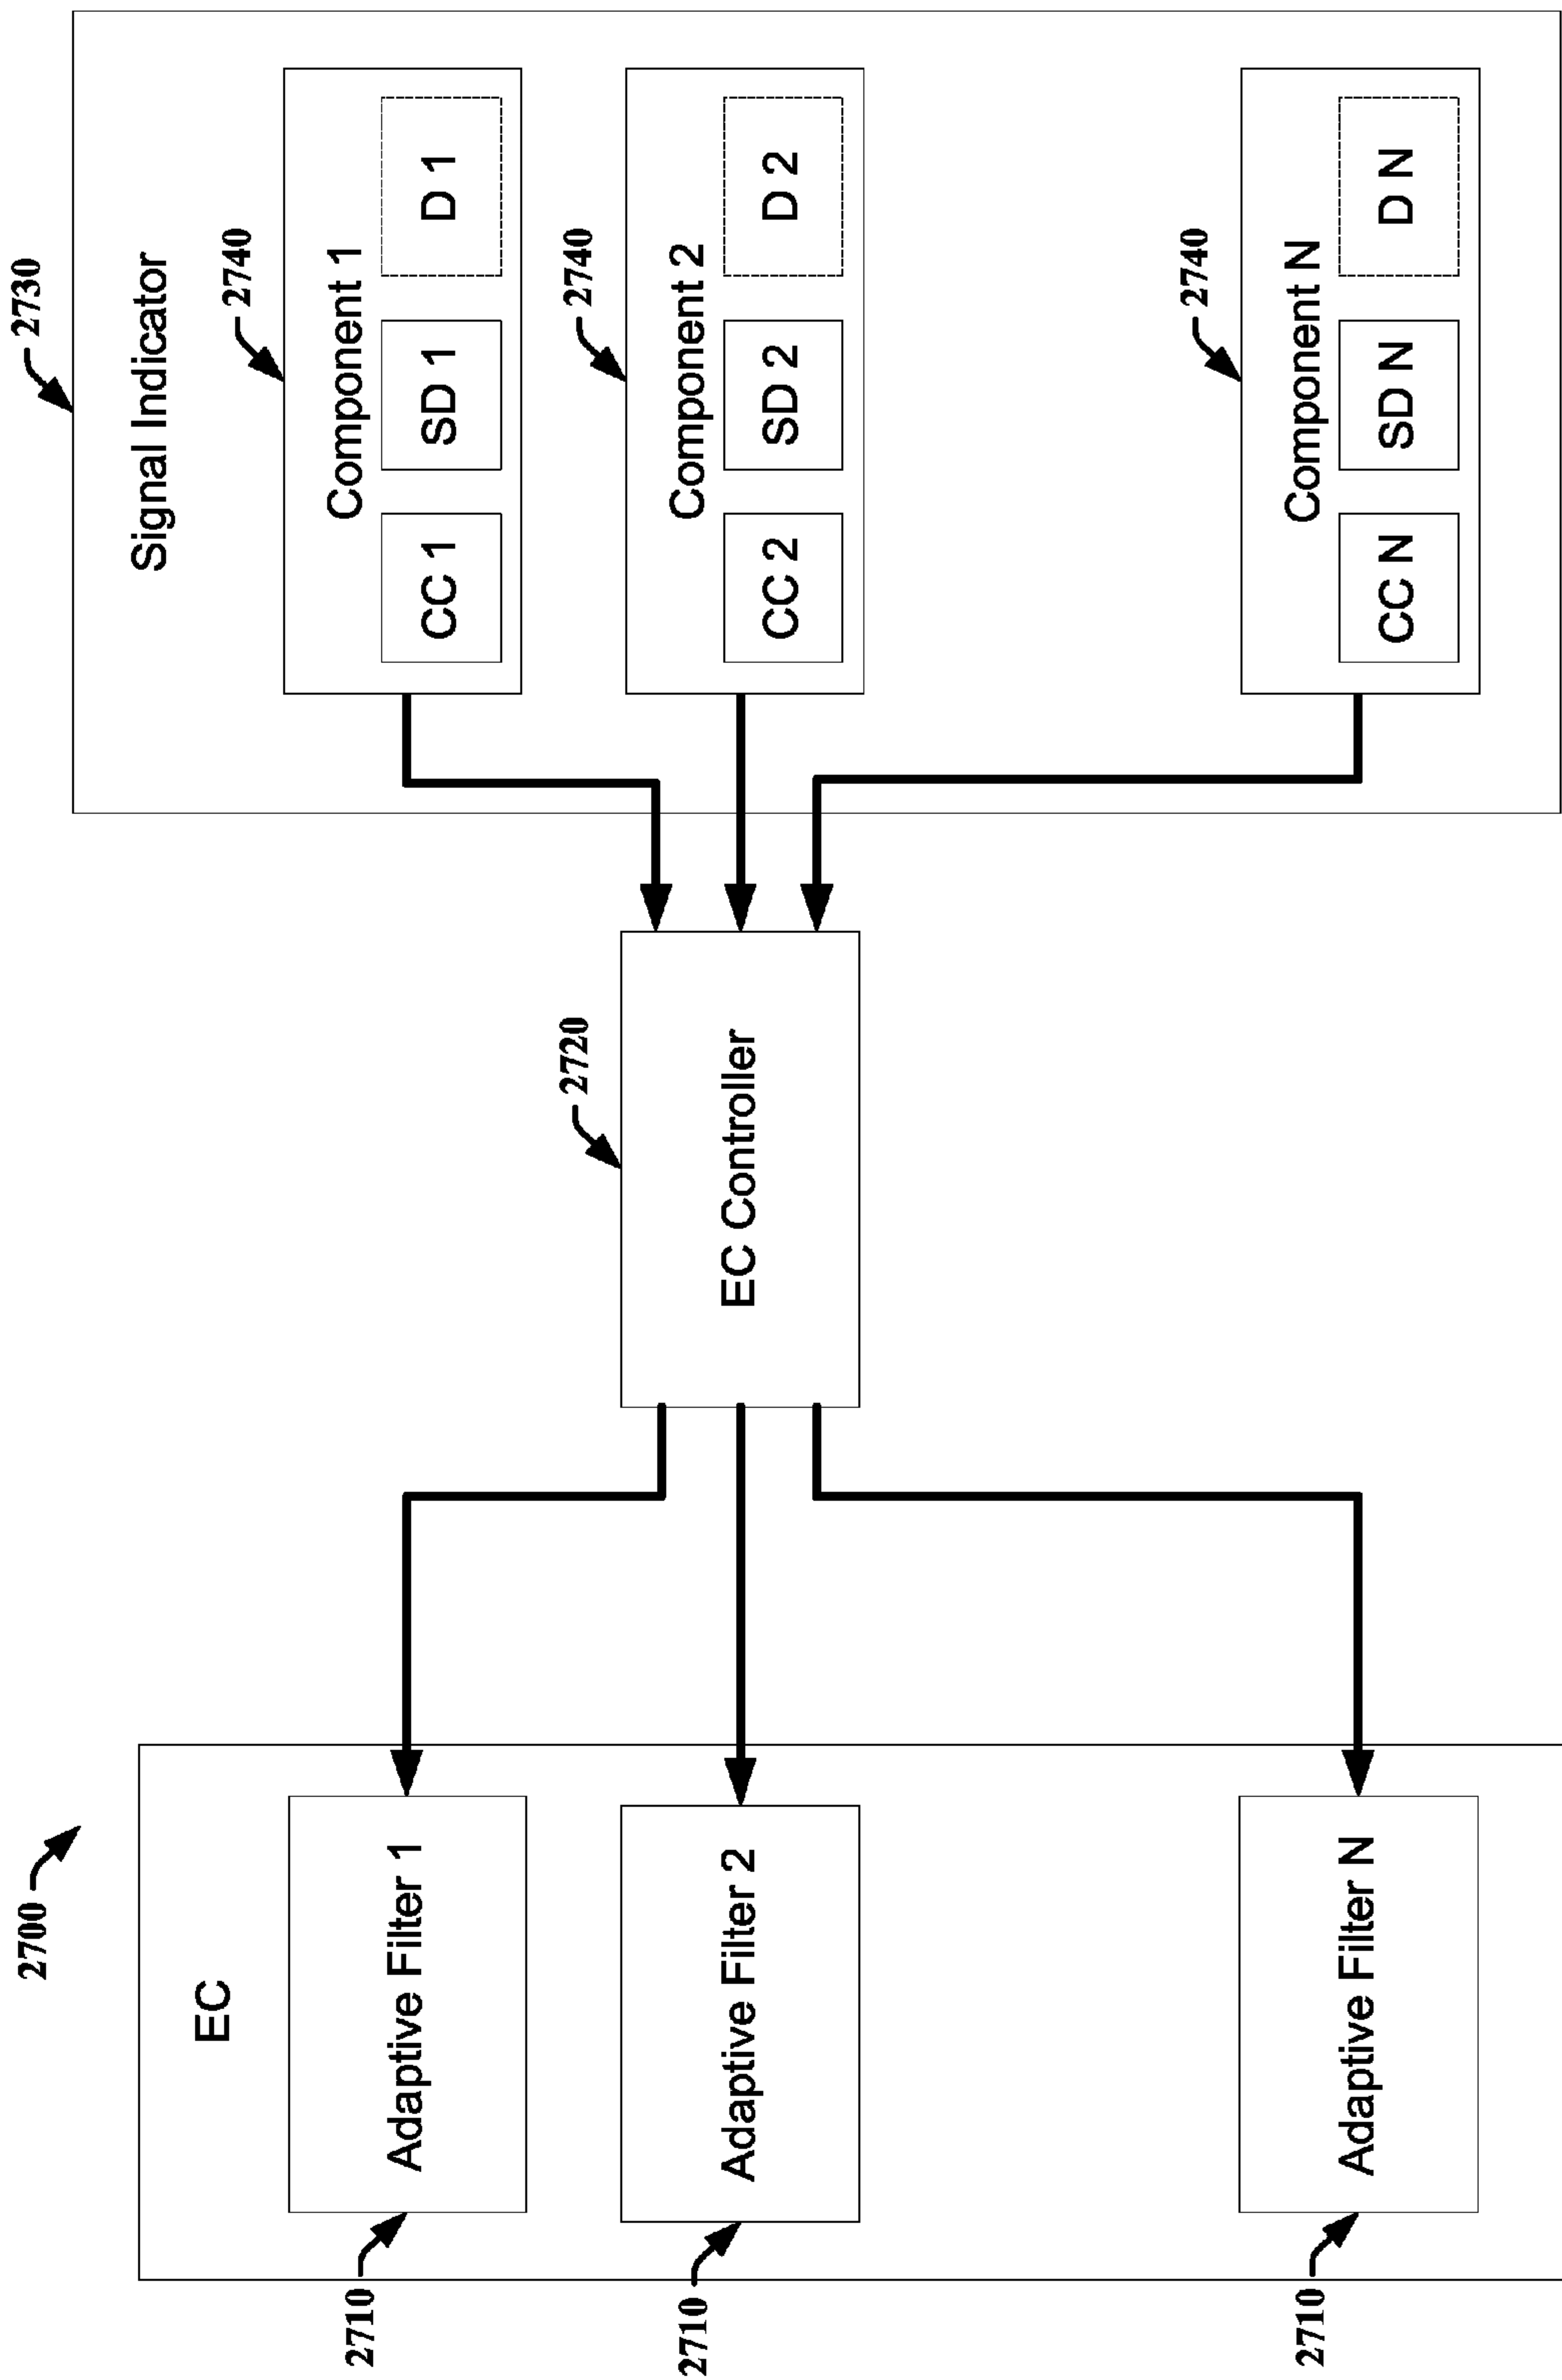 2700
EC
2710
Adaptive Filter 1
2710
Adaptive Filter 2
2710
Adaptive Filter N
2720
EC Controller
2730
Signal Indicator
2740
Component 1
CC 1
SD 1
D 1
2740
Component 2
CC 2
SD 2
D 2
2740
Component N
CC N
SD N
D N